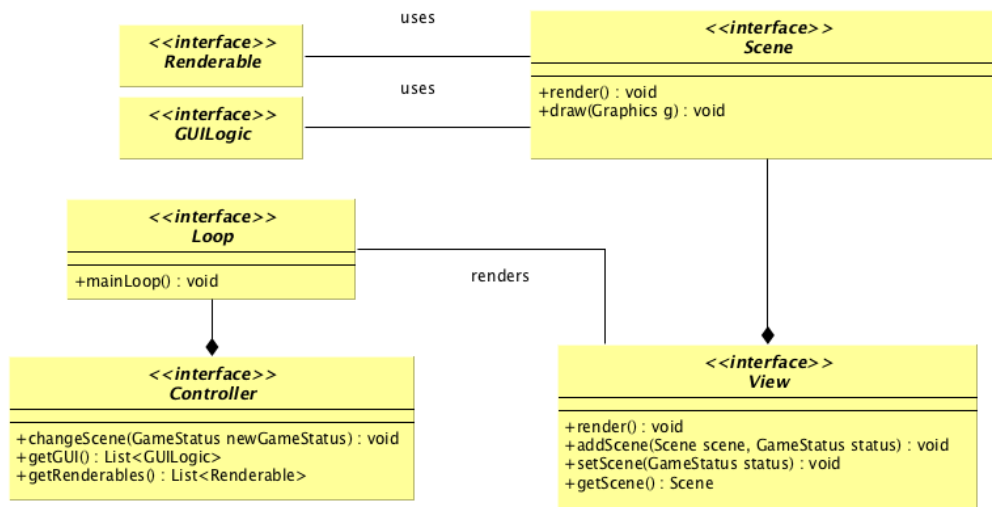 uses
<<interface>>
Renderable
<<interface>>
Scene
+render() : void
+draw(Graphics g) : void
uses
<<interface>>
GUILogic
<<interface>>
Loop
+mainLoop() : void
renders
<<interface>>
Controller
+changeScene(GameStatus newGameStatus) : void
+getGUI() : List<GUILogic>
+getRenderables() : List<Renderable>
<<interface>>
View
+render() : void
+addScene(Scene scene, GameStatus status) : void
+setScene(GameStatus status) : void
+getScene() : Scene